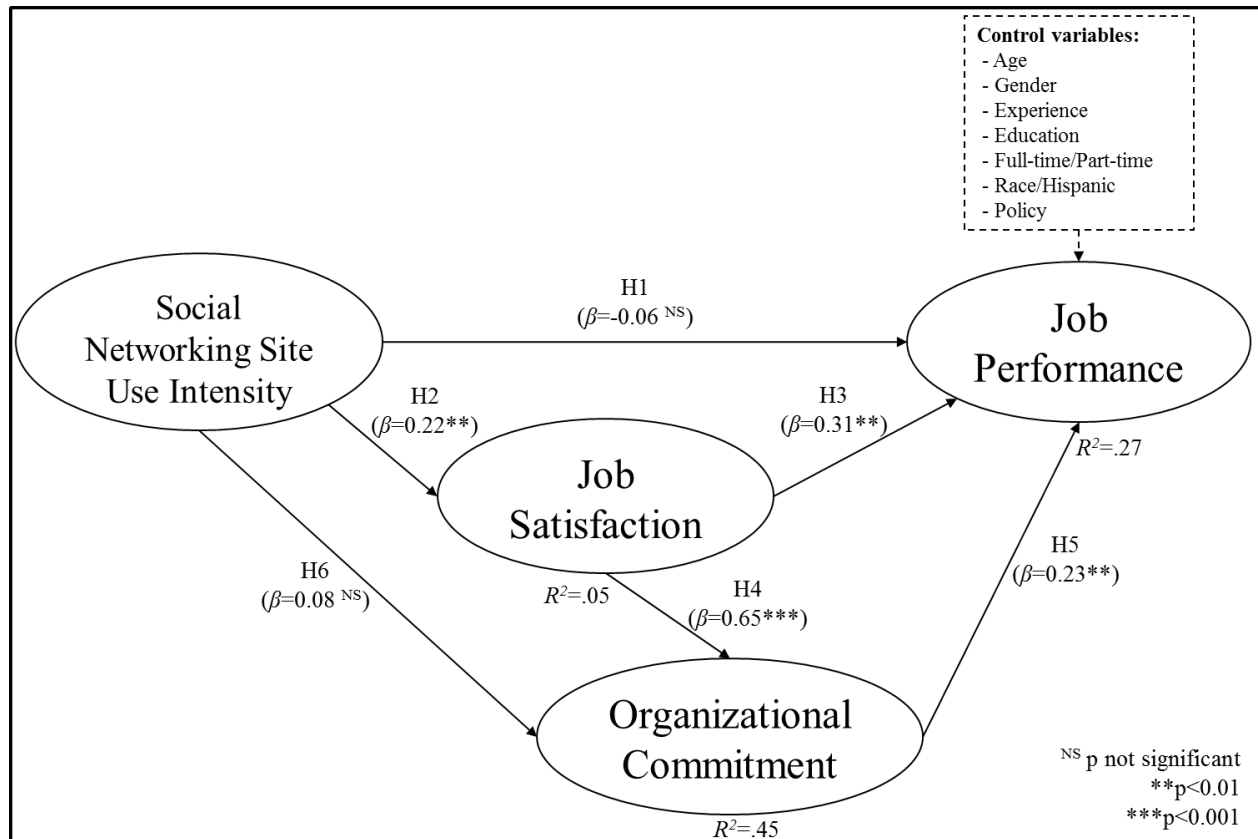 Control variables:
- Age
- Gender
- Experience
- Education
- Full-time/Part-time
- Race/Hispanic
- Policy
Social
Networking Site
Use Intensity
H1
(β=-0.06 NS)
Job
Performance
R²=.27
H2
(β=0.22**)
H3
(β=0.31**)
Job
Satisfaction
R²=.05
H6
(β=0.08 NS)
H4
(β=0.65***)
H5
(β=0.23**)
Organizational
Commitment
R²=.45
NS p not significant
**p<0.01
***p<0.001